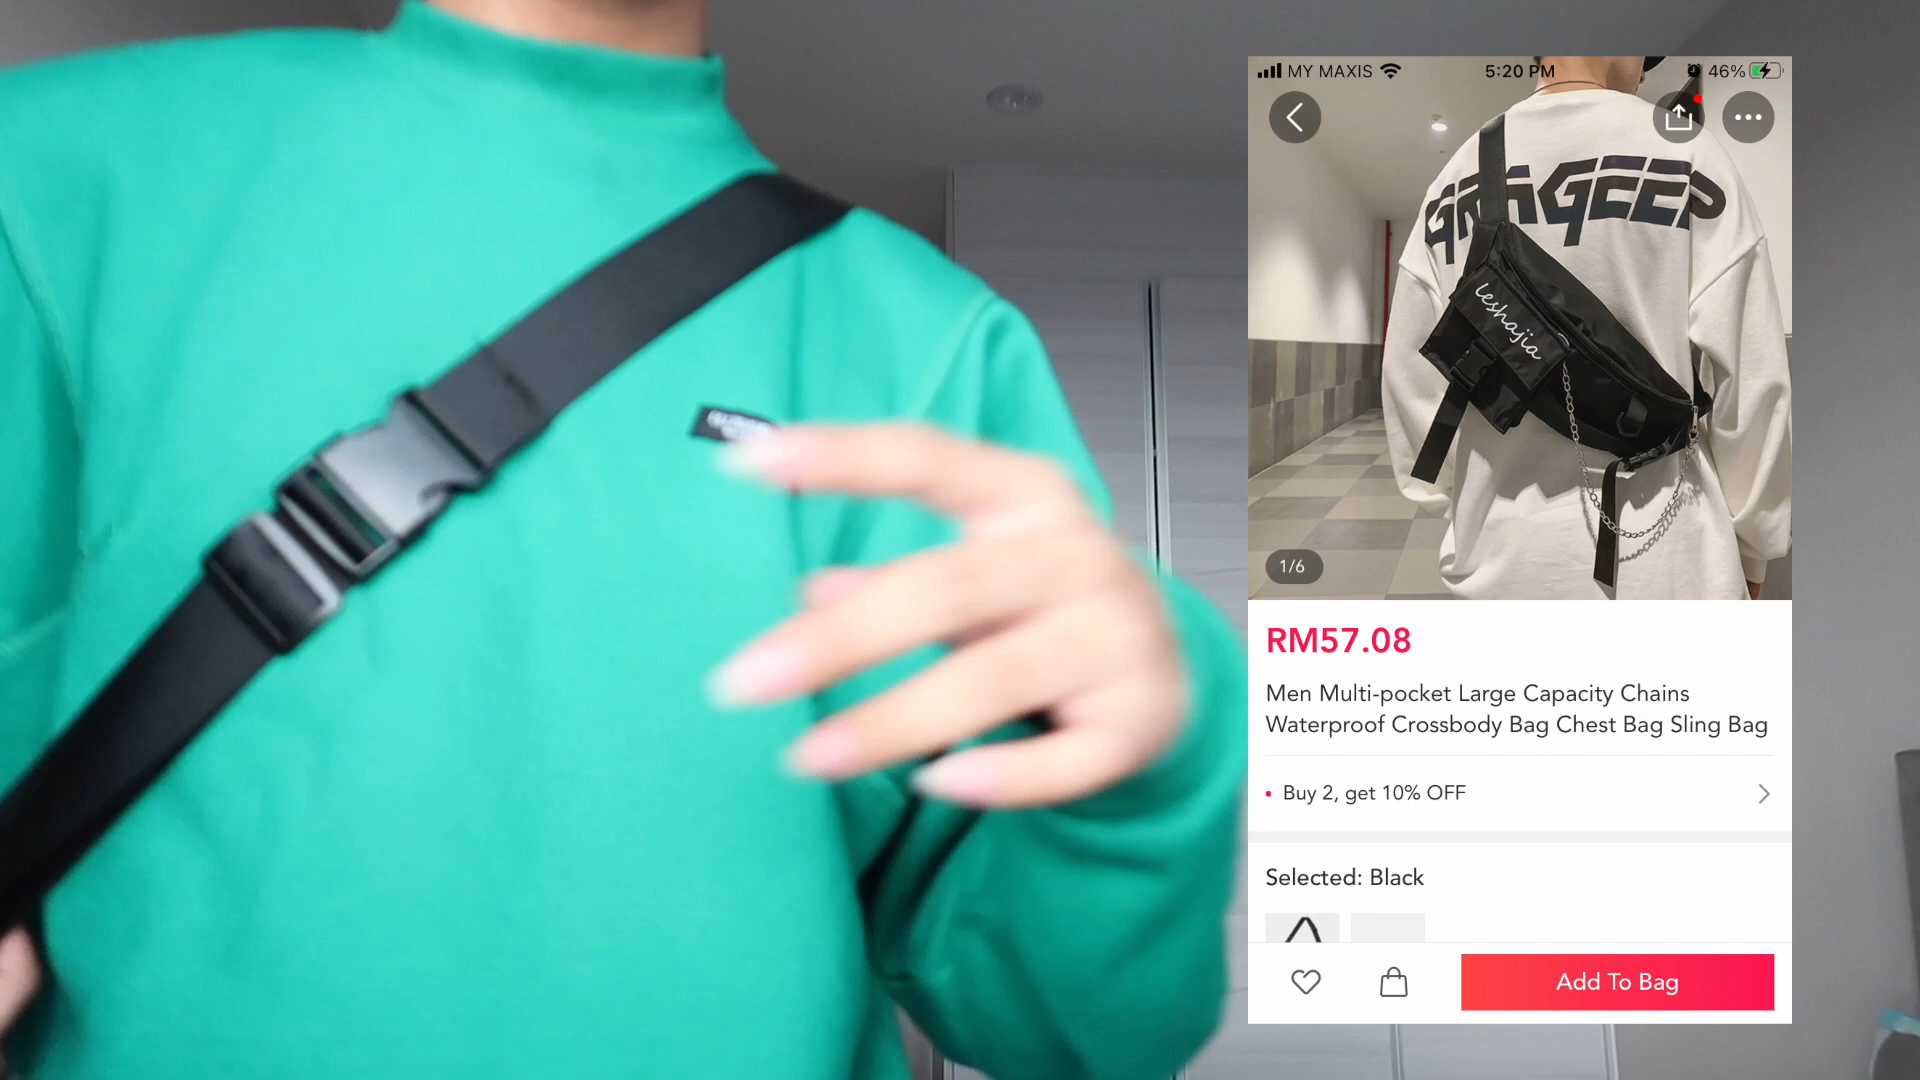 MY MAXIS
5:20 PM
46%
GRAGEEP
leshajia
1/6
RM57.08
Men Multi-pocket Large Capacity Chains
Waterproof Crossbody Bag Chest Bag Sling Bag
Buy 2, get 10% OFF
Selected: Black
Add To Bag